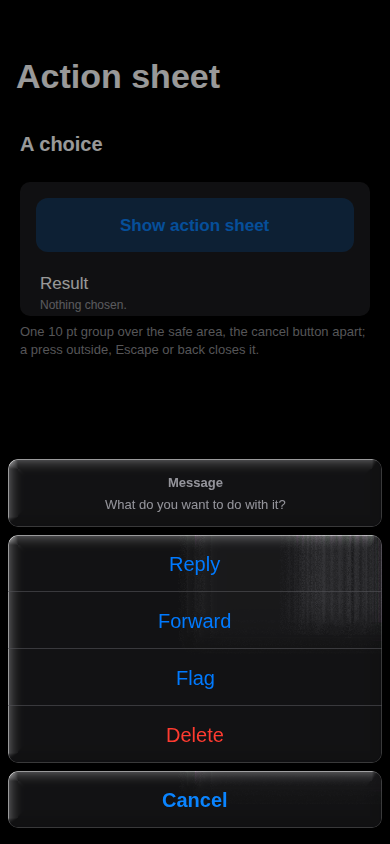 Action sheet
A choice
Show action sheet
Result
Nothing chosen.
One 10 pt group over the safe area, the cancel button apart;
a press outside, Escape or back closes it.
Message
What do you want to do with it?
Reply
Forward
Flag
Delete
Cancel